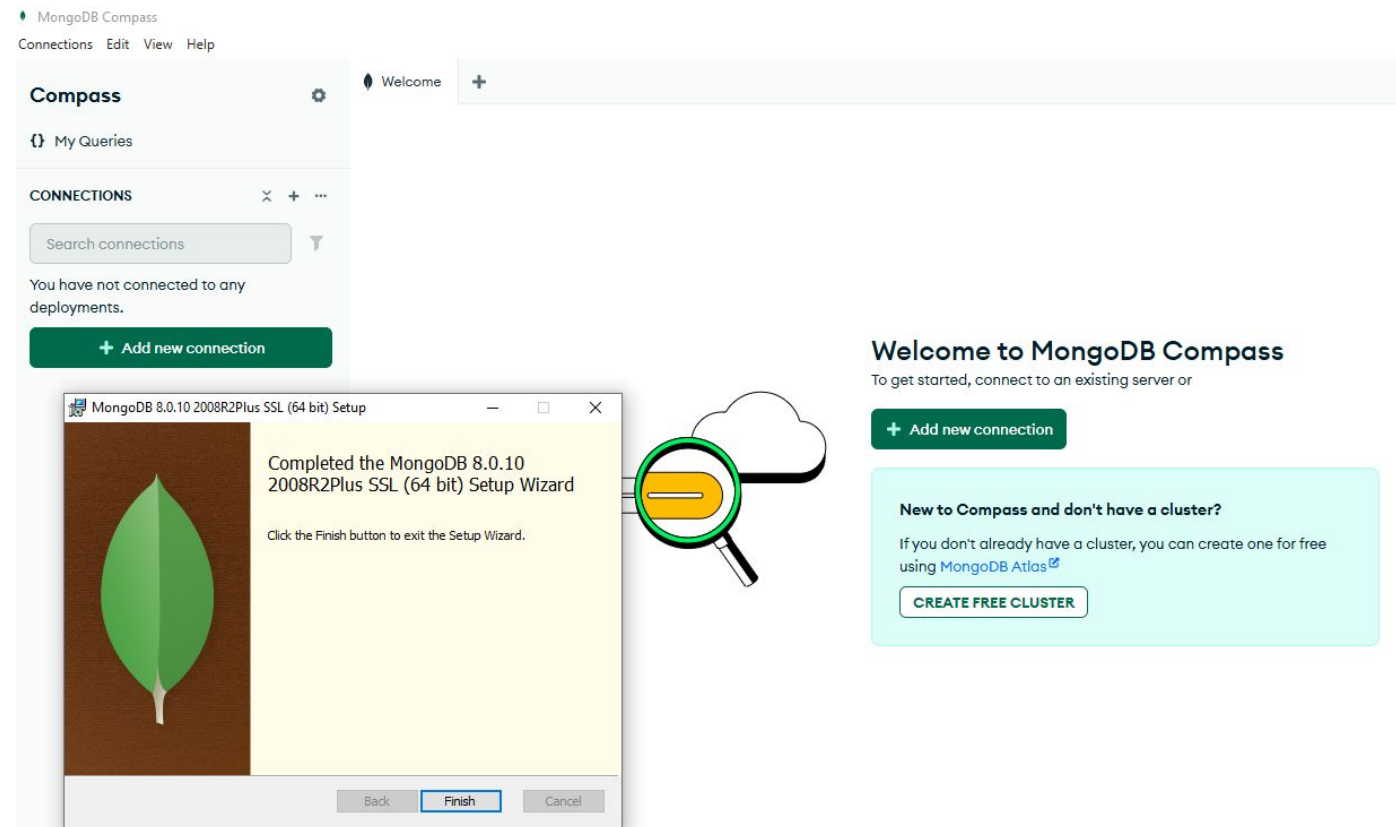 MongoDB Compass
Connections Edit View Help
Compass
{} My Queries
CONNECTIONS
Search connections
You have not connected to any
deployments.
+ Add new connection
Welcome
Welcome to MongoDB Compass
To get started, connect to an existing server or
+ Add new connection
New to Compass and don't have a cluster?
If you don't already have a cluster, you can create one for free
using MongoDB Atlas
CREATE FREE CLUSTER
MongoDB 8.0.10 2008R2Plus SSL (64 bit) Setup
Completed the MongoDB 8.0.10
2008R2Plus SSL (64 bit) Setup Wizard
Click the Finish button to exit the Setup Wizard.
Back Finish Cancel